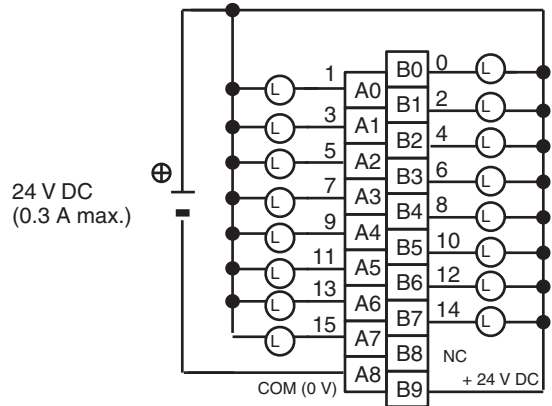 B0 0 L
L 1 A0
B1 2 L
L 3 A1
B2 4 L
L 5 A2
B3 6 L
L 7 A3
B4 8 L
L 9 A4
B5 10 L
L 11 A5
B6 12 L
L 13 A6
B7 14 L
L 15 A7
B8 NC
COM (0 V) A8
B9 + 24 V DC
24 V DC
(0.3 A max.)